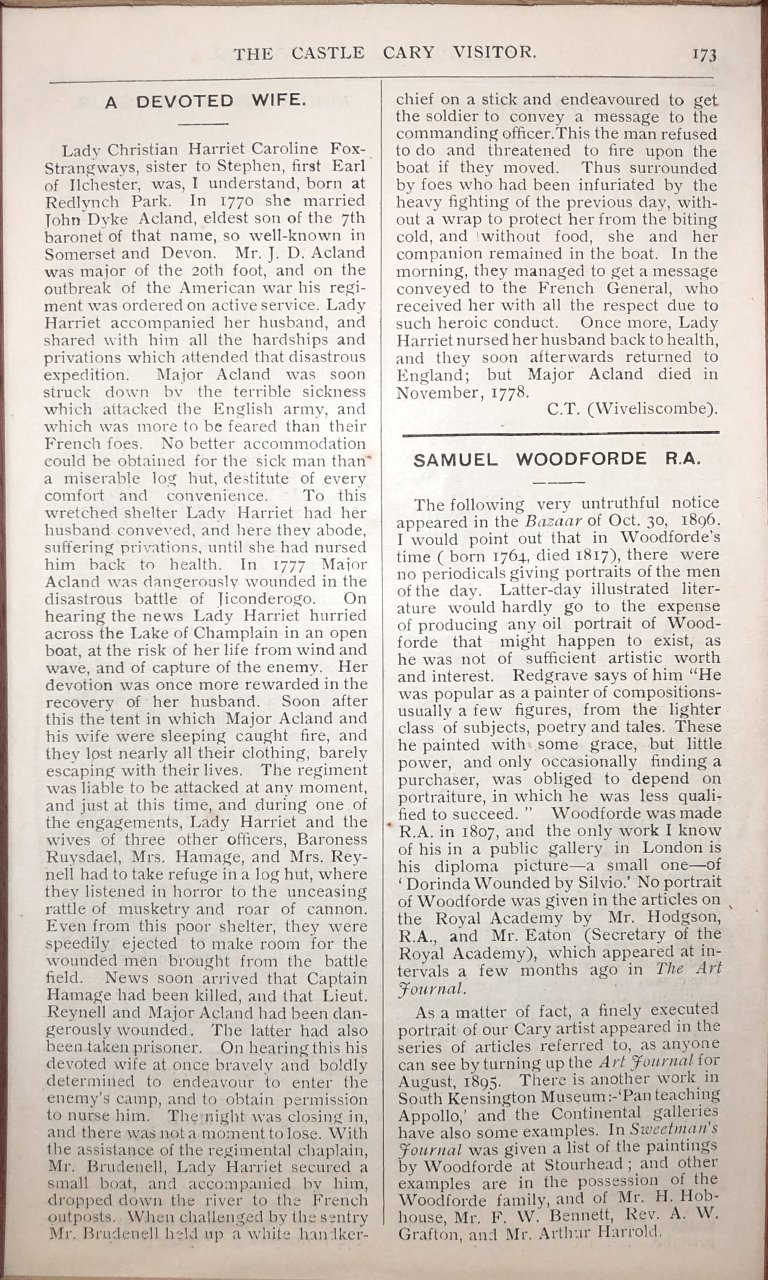 THE CASTLE CARY VISITOR. 173
A DEVOTED WIFE.
Lady Christian Harriet Caroline Fox-
Strangways, sister to Stephen, first Earl
of Ilchester, was, I understand, born at
Redlynch Park. In 1770 she married
John Dyke Acland, eldest son of the 7th
baronet of that name, so well-known in
Somerset and Devon. Mr. J. D. Acland
was major of the 20th foot, and on the
outbreak of the American war his regi-
ment was ordered on active service. Lady
Harriet accompanied her husband, and
shared with him all the hardships and
privations which attended that disastrous
expedition. Major Acland was soon
struck down by the terrible sickness
which attacked the English army, and
which was more to be feared than their
French foes. No better accommodation
could be obtained for the sick man than
a miserable log hut, destitute of every
comfort and convenience. To this
wretched shelter Lady Harriet had her
husband conveyed, and here they abode,
suffering privations, until she had nursed
him back to health. In 1777 Major
Acland was dangerously wounded in the
disastrous battle of Jiconderogo. On
hearing the news Lady Harriet hurried
across the Lake of Champlain in an open
boat, at the risk of her life from wind and
wave, and of capture of the enemy. Her
devotion was once more rewarded in the
recovery of her husband. Soon after
this the tent in which Major Acland and
his wife were sleeping caught fire, and
they lost nearly all their clothing, barely
escaping with their lives. The regiment
was liable to be attacked at any moment,
and just at this time, and during one of
the engagements, Lady Harriet and the
wives of three other officers, Baroness
Ruysdael, Mrs. Hamage, and Mrs. Rey-
nell had to take refuge in a log hut, where
they listened in horror to the unceasing
rattle of musketry and roar of cannon.
Even from this poor shelter, they were
speedily ejected to make room for the
wounded men brought from the battle
field. News soon arrived that Captain
Hamage had been killed, and that Lieut.
Reynell and Major Acland had been dan-
gerously wounded. The latter had also
been taken prisoner. On hearing this his
devoted wife at once bravely and boldly
determined to endeavour to enter the
enemy's camp, and to obtain permission
to nurse him. The night was closing in,
and there was not a moment to lose. With
the assistance of the regimental chaplain,
Mr. Brudenell, Lady Harriet secured a
small boat, and accompanied by him,
dropped down the river to the French
outposts. When challenged by the sentry
Mr. Brudenell held up a white handker-
chief on a stick and endeavoured to get
the soldier to convey a message to the
commanding officer.This the man refused
to do and threatened to fire upon the
boat if they moved. Thus surrounded
by foes who had been infuriated by the
heavy fighting of the previous day, with-
out a wrap to protect her from the biting
cold, and without food, she and her
companion remained in the boat. In the
morning, they managed to get a message
conveyed to the French General, who
received her with all the respect due to
such heroic conduct. Once more, Lady
Harriet nursed her husband back to health,
and they soon afterwards returned to
England; but Major Acland died in
November, 1778.
C.T. (Wiveliscombe).
SAMUEL WOODFORDE R.A.
The following very untruthful notice
appeared in the Bazaar of Oct. 30, 1896.
I would point out that in Woodforde's
time ( born 1764, died 1817), there were
no periodicals giving portraits of the men
of the day. Latter-day illustrated liter-
ature would hardly go to the expense
of producing any oil portrait of Wood-
forde that might happen to exist, as
he was not of sufficient artistic worth
and interest. Redgrave says of him "He
was popular as a painter of compositions-
usually a few figures, from the lighter
class of subjects, poetry and tales. These
he painted with some grace, but little
power, and only occasionally finding a
purchaser, was obliged to depend on
portraiture, in which he was less quali-
fied to succeed. " Woodforde was made
R.A. in 1807, and the only work I know
of his in a public gallery in London is
his diploma picture—a small one—of
'Dorinda Wounded by Silvio.' No portrait
of Woodforde was given in the articles on
the Royal Academy by Mr. Hodgson,
R.A., and Mr. Eaton (Secretary of the
Royal Academy), which appeared at in-
tervals a few months ago in The Art
Journal.
As a matter of fact, a finely executed
portrait of our Cary artist appeared in the
series of articles referred to, as anyone
can see by turning up the Art Journal for
August, 1895. There is another work in
South Kensington Museum:-'Pan teaching
Appollo,' and the Continental galleries
have also some examples. In Sweetman's
Journal was given a list of the paintings
by Woodforde at Stourhead ; and other
examples are in the possession of the
Woodforde family, and of Mr. H. Hob-
house, Mr. F. W. Bennett, Rev. A. W.
Grafton, and Mr. Arthur Harrold.